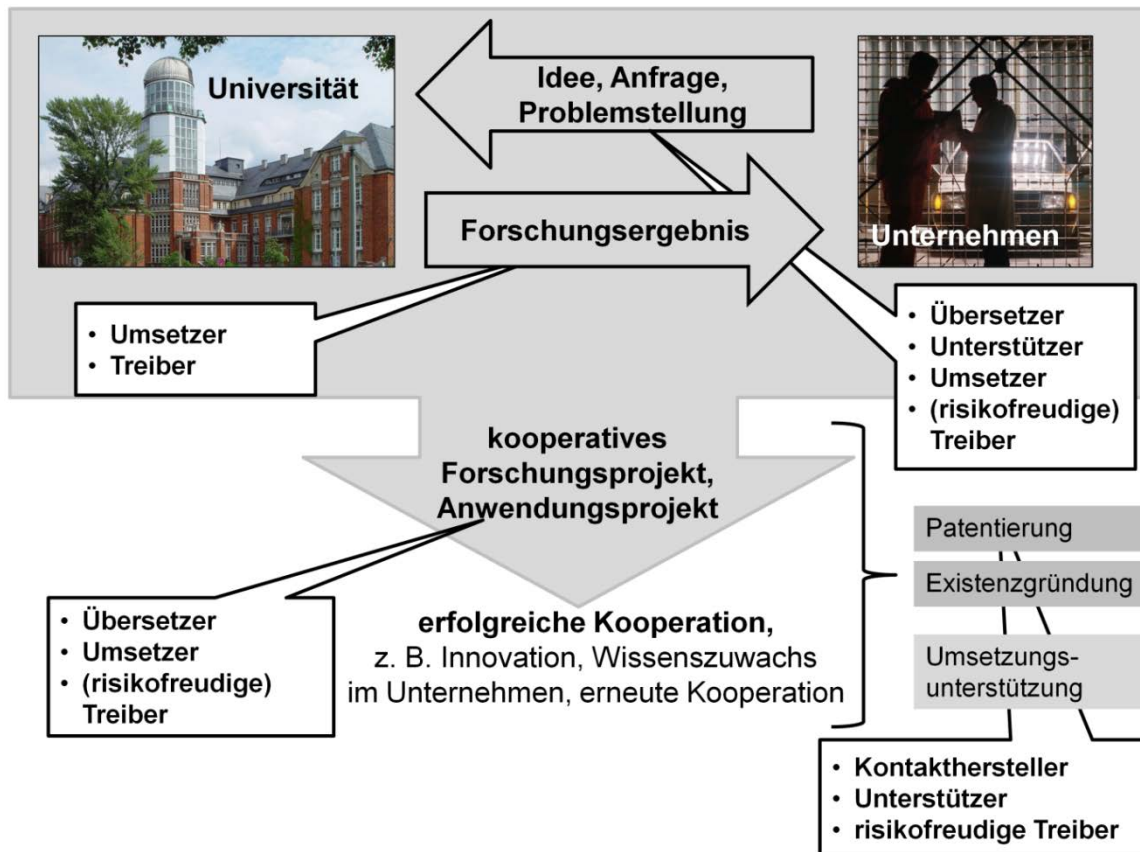 Universität
Idee, Anfrage,
Problemstellung
Unternehmen
Forschungsergebnis
• Umsetzer
• Treiber
• Übersetzer
• Unterstützer
• Umsetzer
• (risikofreudige)
Treiber
kooperatives
Forschungsprojekt,
Anwendungsprojekt
Patentierung
Existenzgründung
Umsetzungs-
unterstützung
• Übersetzer
• Umsetzer
• (risikofreudige)
Treiber
erfolgreiche Kooperation,
z. B. Innovation, Wissenszuwachs
im Unternehmen, erneute Kooperation
• Kontakthersteller
• Unterstützer
• risikofreudige Treiber